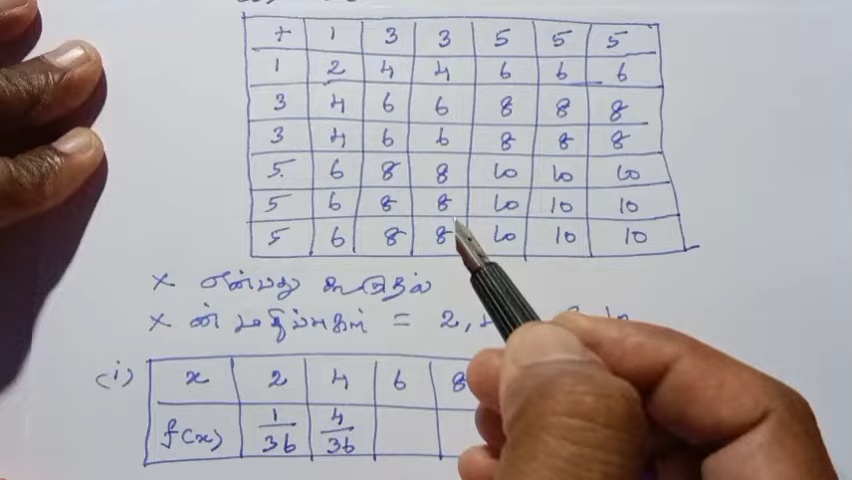 + 1 3 3 5 5 5
1 2 4 4 6 6 6
3 4 6 6 8 8 8
3 4 6 6 8 8 8
5 6 8 8 10 10 10
5 6 8 8 10 10 10
5 6 8 8 10 10 10
x என்பது கூடுதல்
x ன் மதிப்புகள் = 2,
(i) x 2 4 6 8
f(x) 1/36 4/36